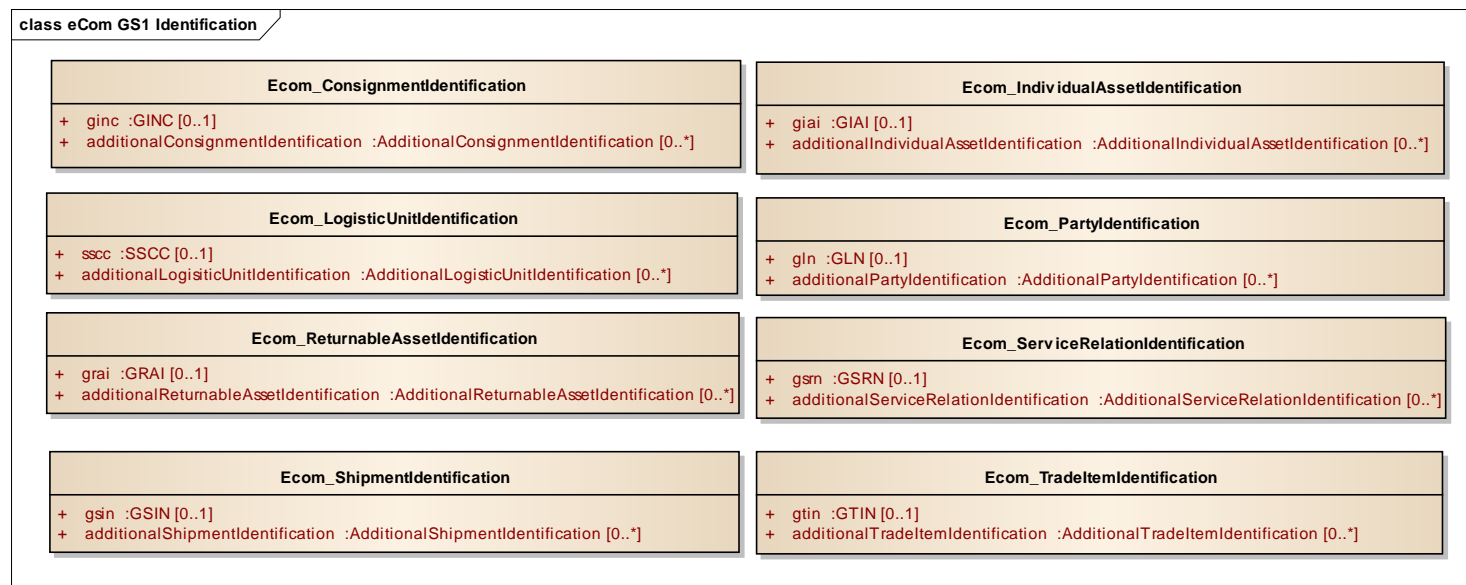 class eCom GS1 Identification
Ecom_ConsignmentIdentification
+ ginc :GINC [0..1]
+ additionalConsignmentIdentification :AdditionalConsignmentIdentification [0..*]
Ecom_IndividualAssetIdentification
+ giai :GIAI [0..1]
+ additionalIndividualAssetIdentification :AdditionalIndividualAssetIdentification [0..*]
Ecom_LogisticUnitIdentification
+ sscc :SSCC [0..1]
+ additionalLogisiticUnitIdentification :AdditionalLogisticUnitIdentification [0..*]
Ecom_PartyIdentification
+ gln :GLN [0..1]
+ additionalPartyIdentification :AdditionalPartyIdentification [0..*]
Ecom_ReturnableAssetIdentification
+ grai :GRAI [0..1]
+ additionalReturnableAssetIdentification :AdditionalReturnableAssetIdentification [0..*]
Ecom_ServiceRelationIdentification
+ gsrn :GSRN [0..1]
+ additionalServiceRelationIdentification :AdditionalServiceRelationIdentification [0..*]
Ecom_ShipmentIdentification
+ gsin :GSIN [0..1]
+ additionalShipmentIdentification :AdditionalShipmentIdentification [0..*]
Ecom_TradeItemIdentification
+ gtin :GTIN [0..1]
+ additionalTradeItemIdentification :AdditionalTradeItemIdentification [0..*]